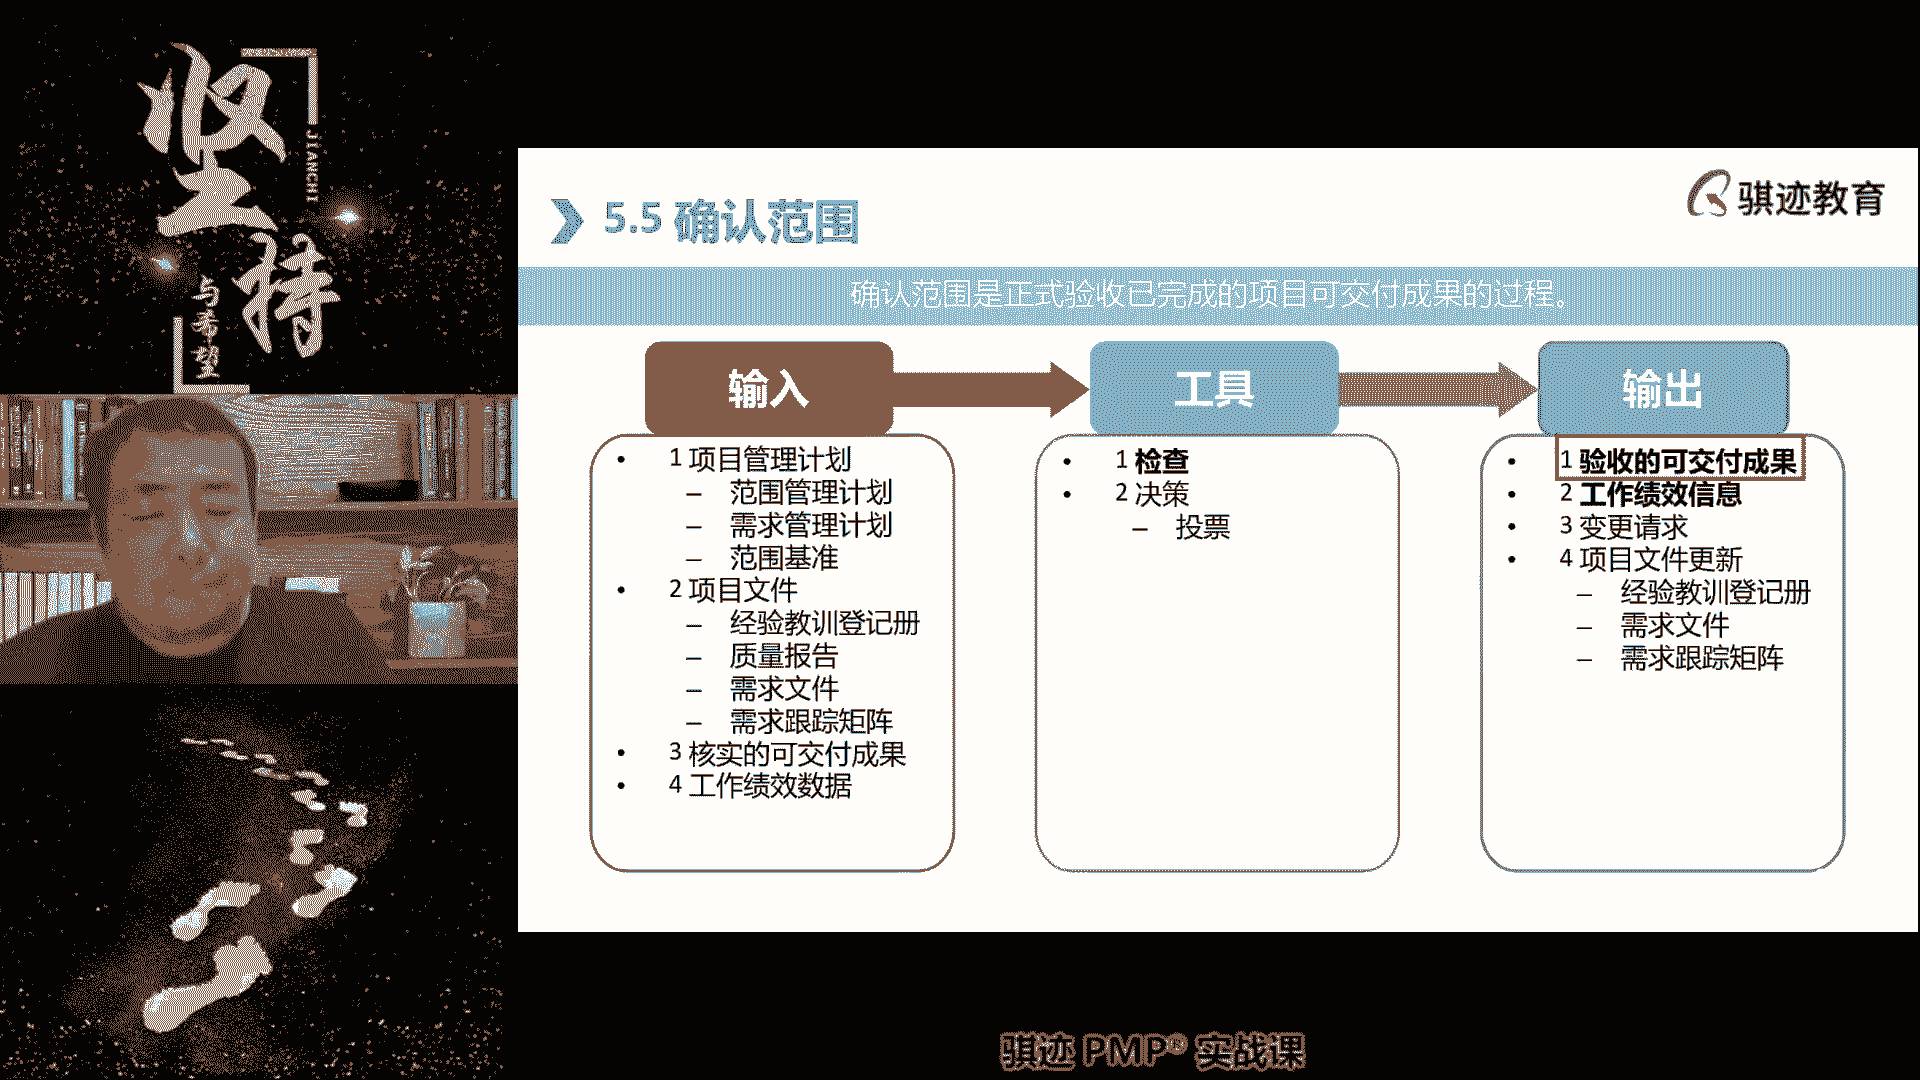 坚持
JIANCHI
与希望
骐迹教育
5.5 确认范围
确认范围是正式验收已完成的项目可交付成果的过程。
输入
• 1 项目管理计划
– 范围管理计划
– 需求管理计划
– 范围基准
• 2 项目文件
– 经验教训登记册
– 质量报告
– 需求文件
– 需求跟踪矩阵
• 3 核实的可交付成果
• 4 工作绩效数据
工具
• 1 检查
• 2 决策
– 投票
输出
• 1 验收的可交付成果
• 2 工作绩效信息
• 3 变更请求
• 4 项目文件更新
– 经验教训登记册
– 需求文件
– 需求跟踪矩阵
骐迹 PMP® 实战课